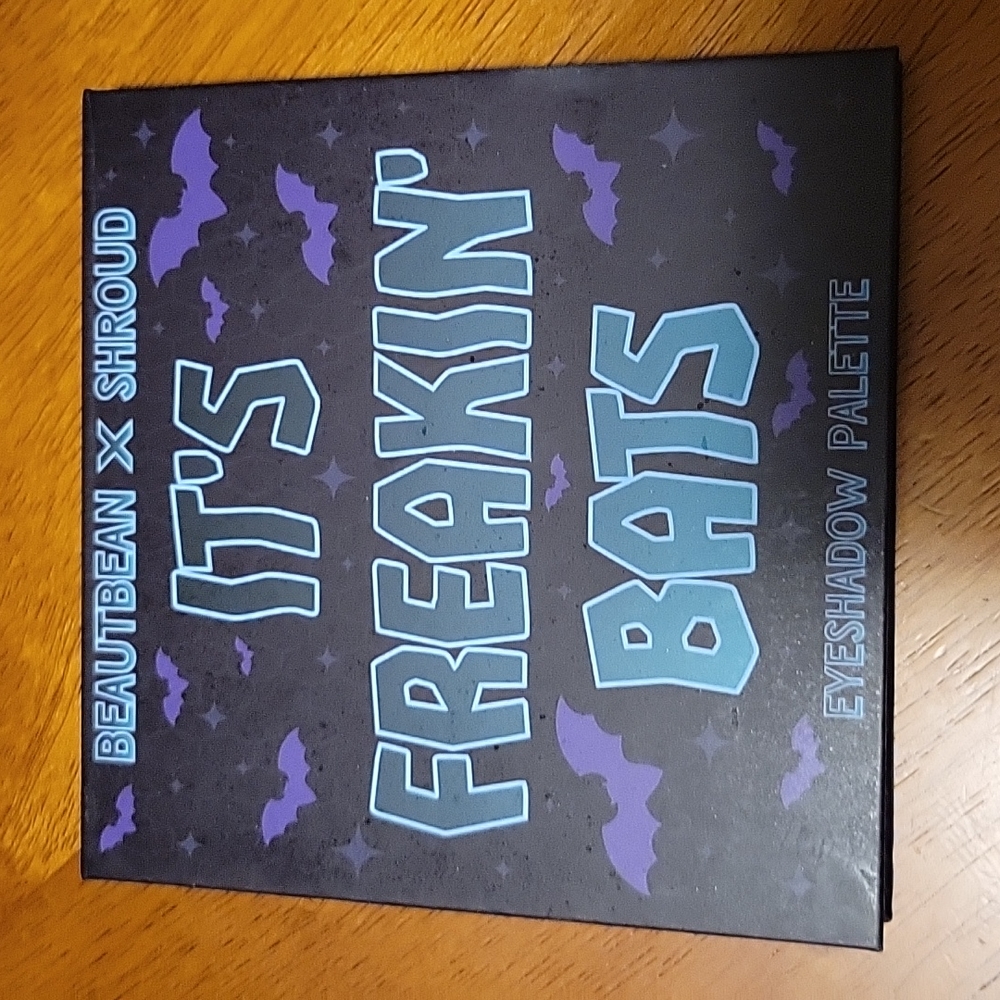 BEAUTBEAN X SHROUD
IT'S
FREAKIN'
BATS
EYESHADOW PALETTE